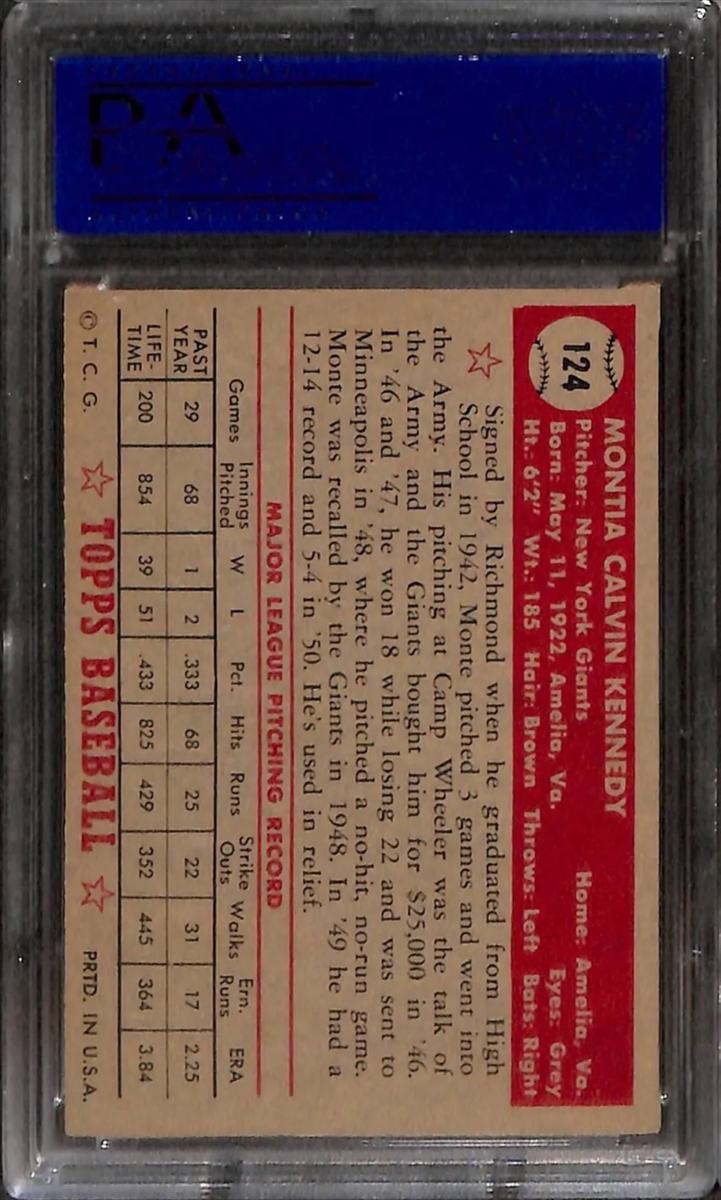 124
MONTIA CALVIN KENNEDY
Pitcher: New York Giants Home: Amelia, Va.
Born: May 11, 1922, Amelia, Va. Eyes: Grey
Ht.: 6'2" Wt.: 185 Hair: Brown Throws: Left Bats: Right
Signed by Richmond when he graduated from High
School in 1942, Monte pitched 3 games and went into
the Army. His pitching at Camp Wheeler was the talk of
the Army and the Giants bought him for $25,000 in '46.
In '46 and '47, he won 18 while losing 22 and was sent to
Minneapolis in '48, where he pitched a no-hit, no-run game.
Monte was recalled by the Giants in 1948. In '49 he had a
12-14 record and 5-4 in '50. He's used in relief.
MAJOR LEAGUE PITCHING RECORD
Games Innings Pitched W L Pct. Hits Runs Strike Outs Walks Ern. Runs ERA
PAST YEAR 29 68 1 2 .333 68 25 22 31 17 2.25
LIFE-TIME 200 854 39 51 .433 825 429 352 445 364 3.84
© T. C. G. TOPPS BASEBALL PRTD. IN U.S.A.